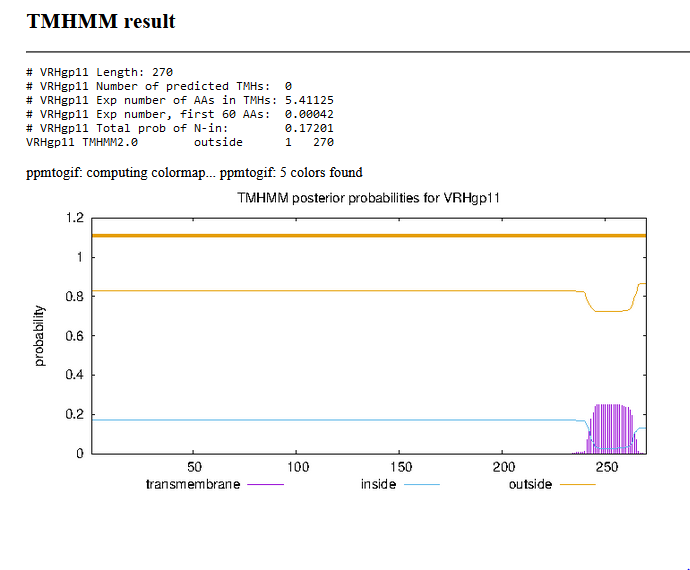 TMHMM result
# VRHgp11 Length: 270
# VRHgp11 Number of predicted TMHs:  0
# VRHgp11 Exp number of AAs in TMHs: 5.41125
# VRHgp11 Exp number, first 60 AAs:  0.00042
# VRHgp11 Total prob of N-in:        0.17201
VRHgp11 TMHMM2.0        outside      1   270
ppmtogif: computing colormap... ppmtogif: 5 colors found
TMHMM posterior probabilities for VRHgp11
1.2
1
0.8
0.6
0.4
0.2
0
probability
50 100 150 200 250
transmembrane inside outside